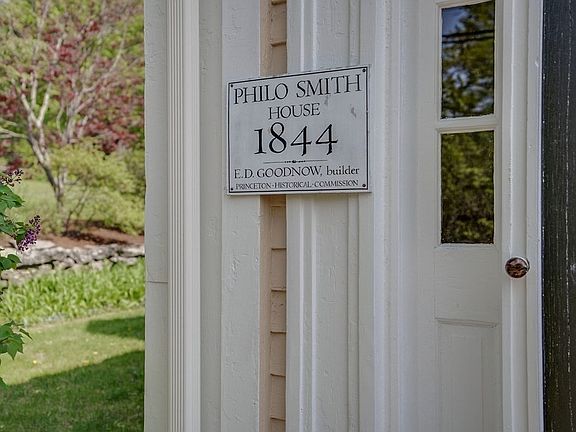 PHILO SMITH
HOUSE
1844
E.D. GOODNOW, builder
PRINCETON·HISTORICAL·COMMISSION